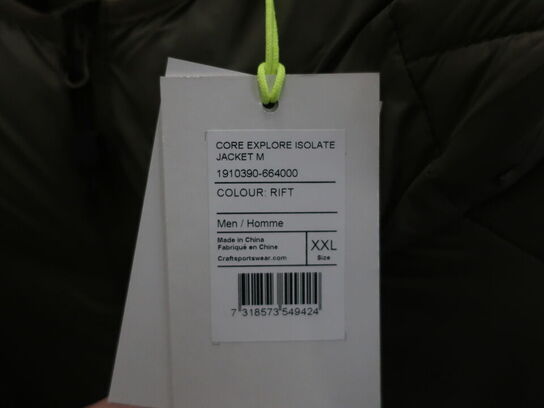 CORE EXPLORE ISOLATE
JACKET M
1910390-664000
COLOUR: RIFT
Men / Homme
Made in China
Fabriqué en Chine
Craftsportswear.com
XXL
Size
7 318573 549424